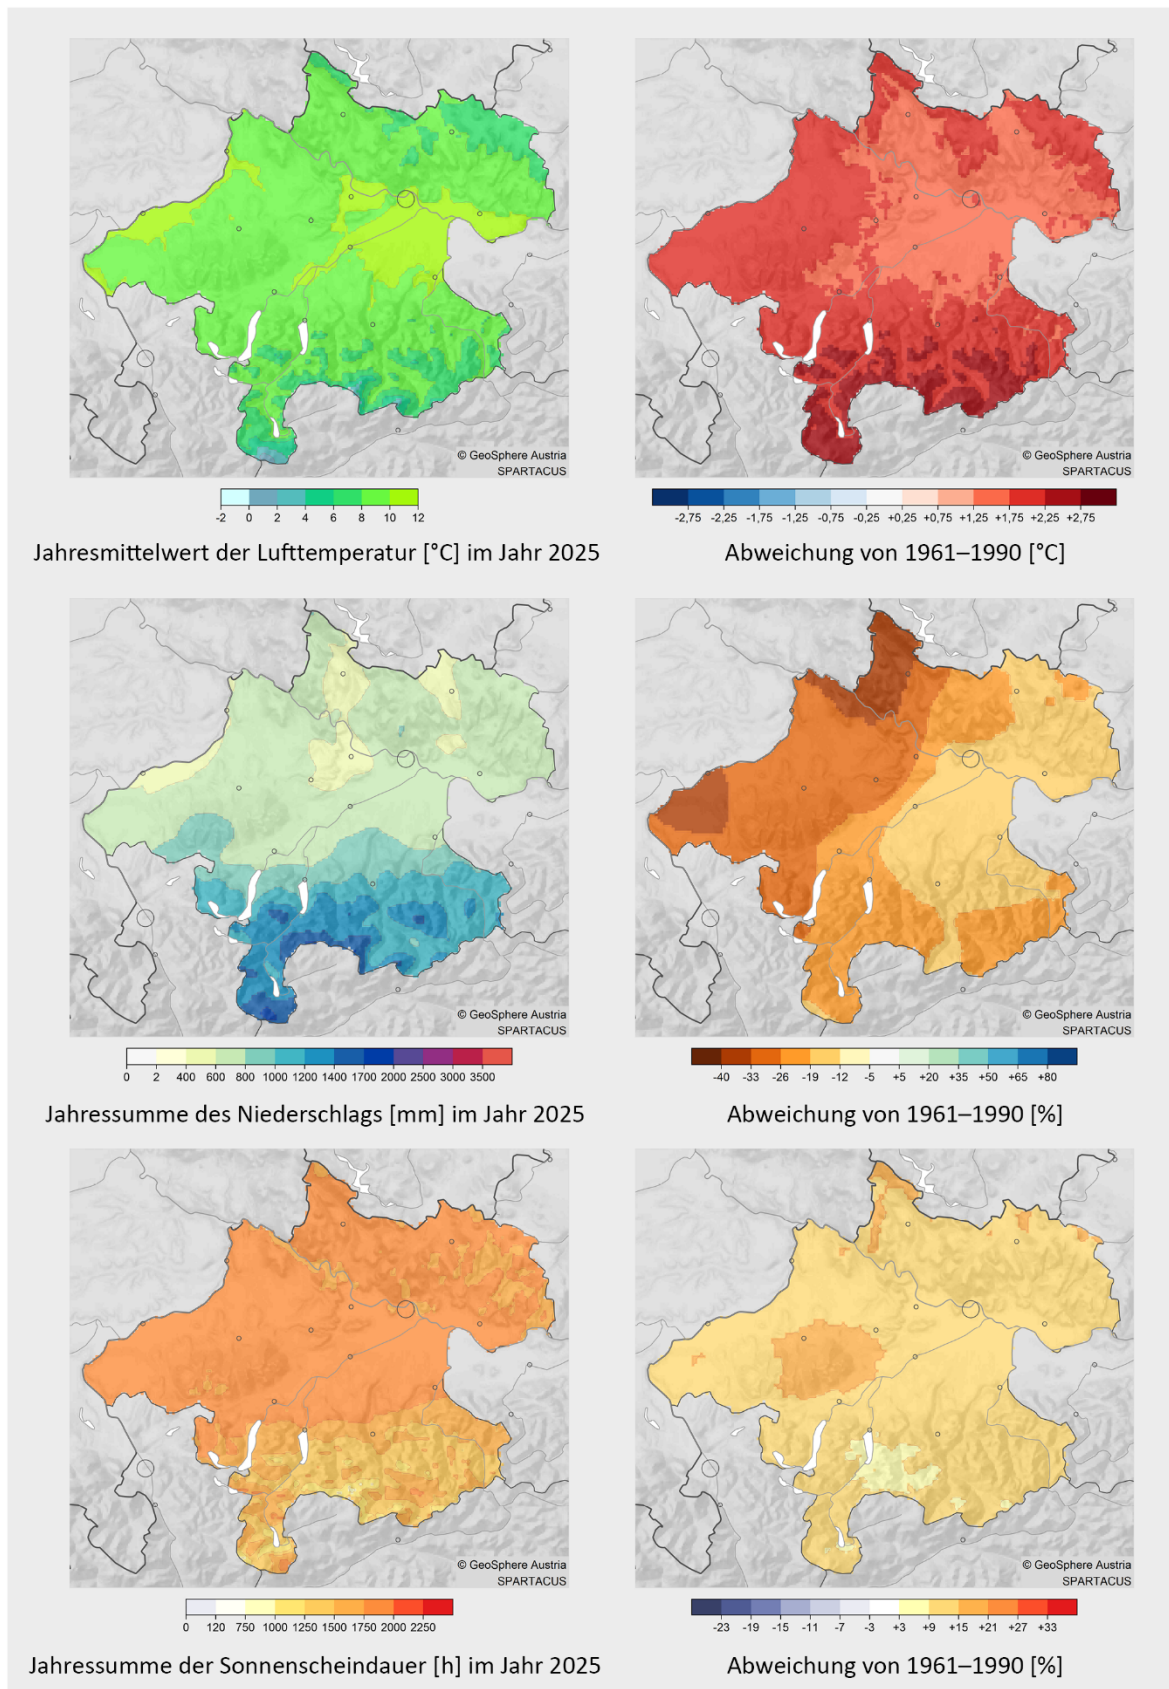 © GeoSphere Austria
SPARTACUS
-2 0 2 4 6 8 10 12
Jahresmittelwert der Lufttemperatur [°C] im Jahr 2025
© GeoSphere Austria
SPARTACUS
-2,75 -2,25 -1,75 -1,25 -0,75 -0,25 +0,25 +0,75 +1,25 +1,75 +2,25 +2,75
Abweichung von 1961–1990 [°C]
© GeoSphere Austria
SPARTACUS
0 2 400 600 800 1000 1200 1400 1700 2000 2500 3000 3500
Jahressumme des Niederschlags [mm] im Jahr 2025
© GeoSphere Austria
SPARTACUS
-40 -33 -26 -19 -12 -5 +5 +20 +35 +50 +65 +80
Abweichung von 1961–1990 [%]
© GeoSphere Austria
SPARTACUS
0 120 750 1000 1250 1500 1750 2000 2250
Jahressumme der Sonnenscheindauer [h] im Jahr 2025
© GeoSphere Austria
SPARTACUS
-23 -19 -15 -11 -7 -3 +3 +9 +15 +21 +27 +33
Abweichung von 1961–1990 [%]